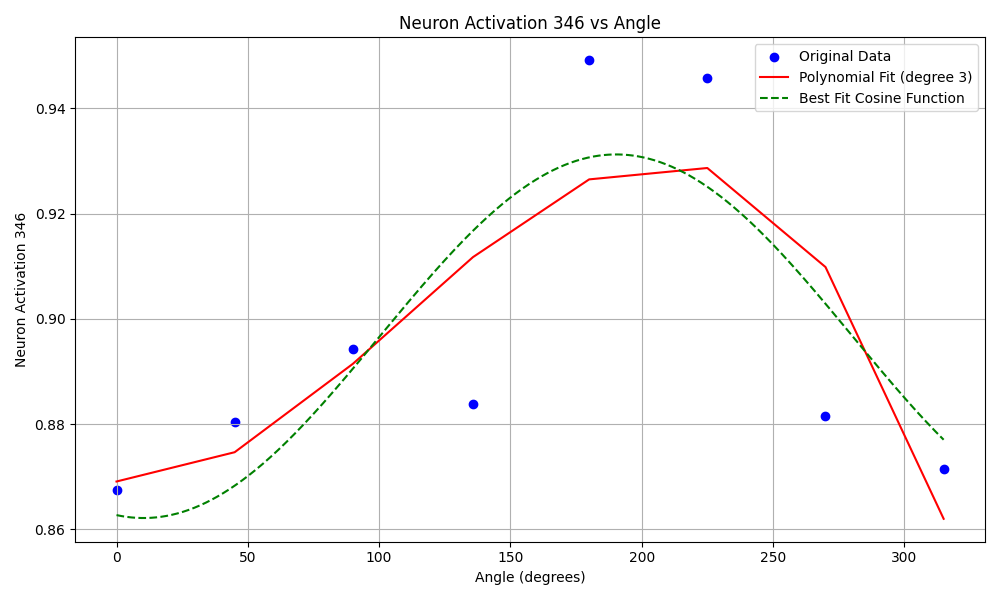 Neuron Activation 346 vs Angle
Original Data
Polynomial Fit (degree 3)
Best Fit Cosine Function
Neuron Activation 346
0.94
0.92
0.90
0.88
0.86
0 50 100 150 200 250 300
Angle (degrees)